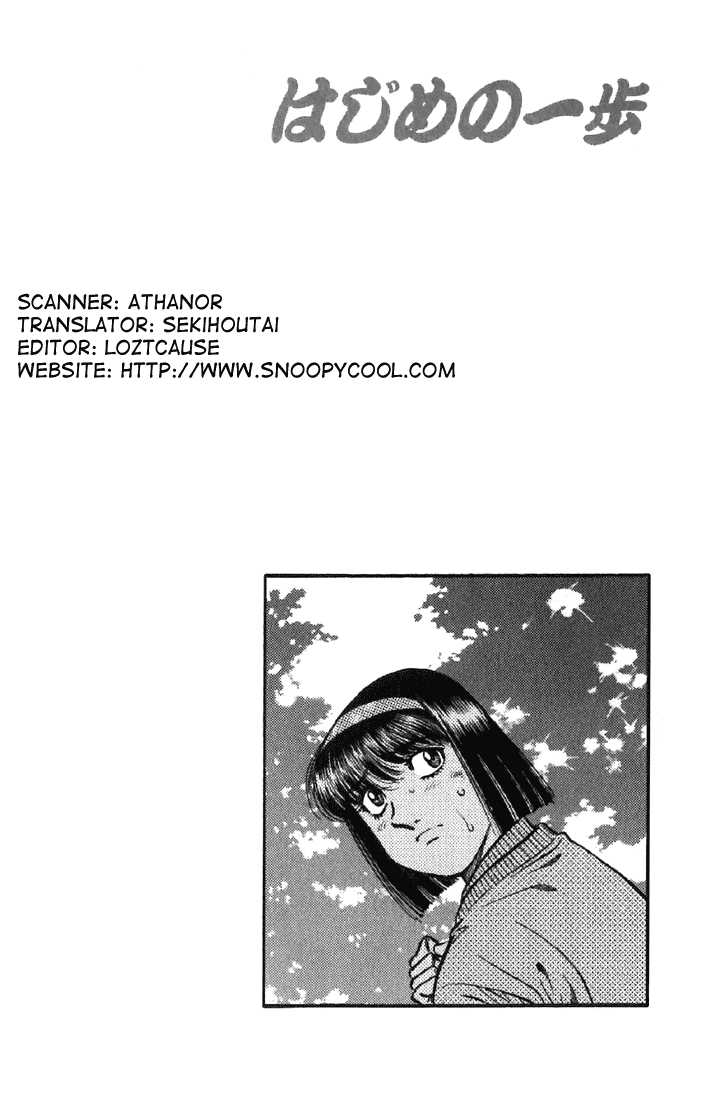 はじめの一歩
SCANNER: ATHANOR
TRANSLATOR: SEKIHOUTAI
EDITOR: LOZTCAUSE
WEBSITE: HTTP://WWW.SNOOPYCOOL.COM